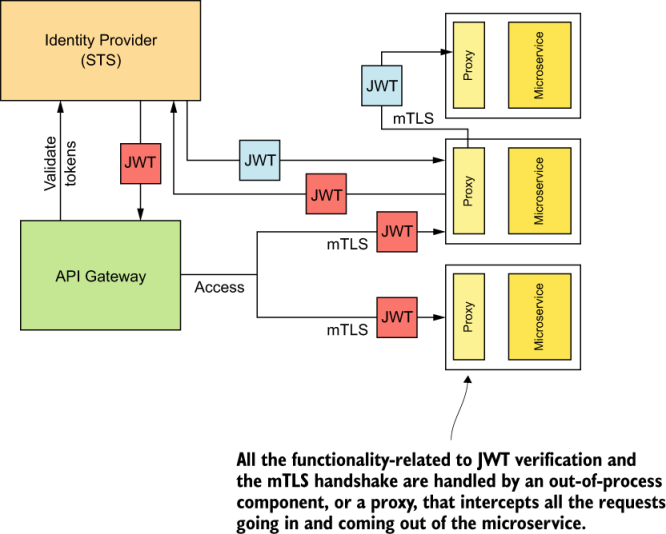 Identity Provider
(STS)
JWT
mTLS
Proxy
Microservice
Validate
tokens
JWT
JWT
JWT
Proxy
Microservice
API Gateway
Access
mTLS
JWT
mTLS
JWT
Proxy
Microservice
All the functionality-related to JWT verification and
the mTLS handshake are handled by an out-of-process
component, or a proxy, that intercepts all the requests
going in and coming out of the microservice.